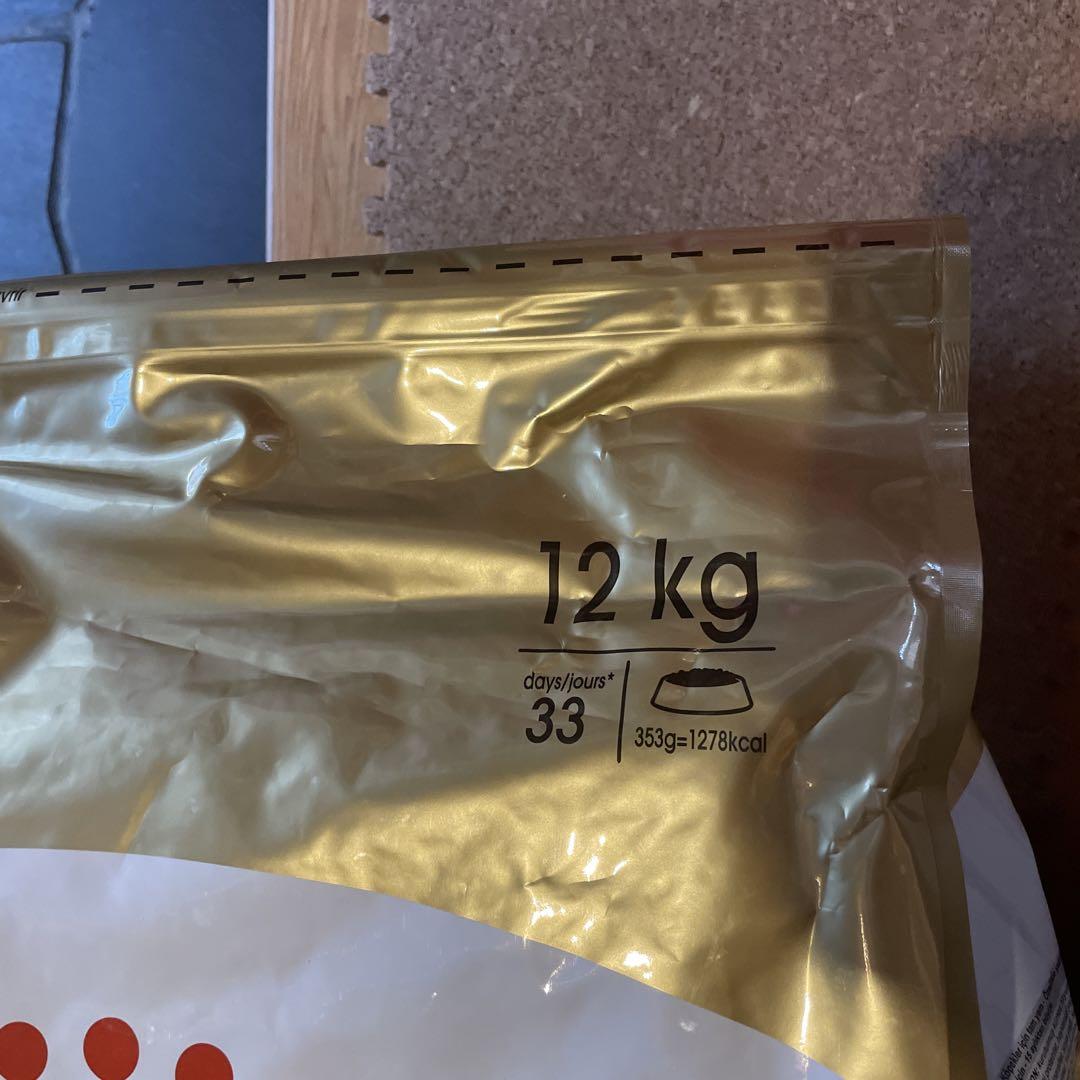 12 kg
days/jours*
33
353g=1278kcal